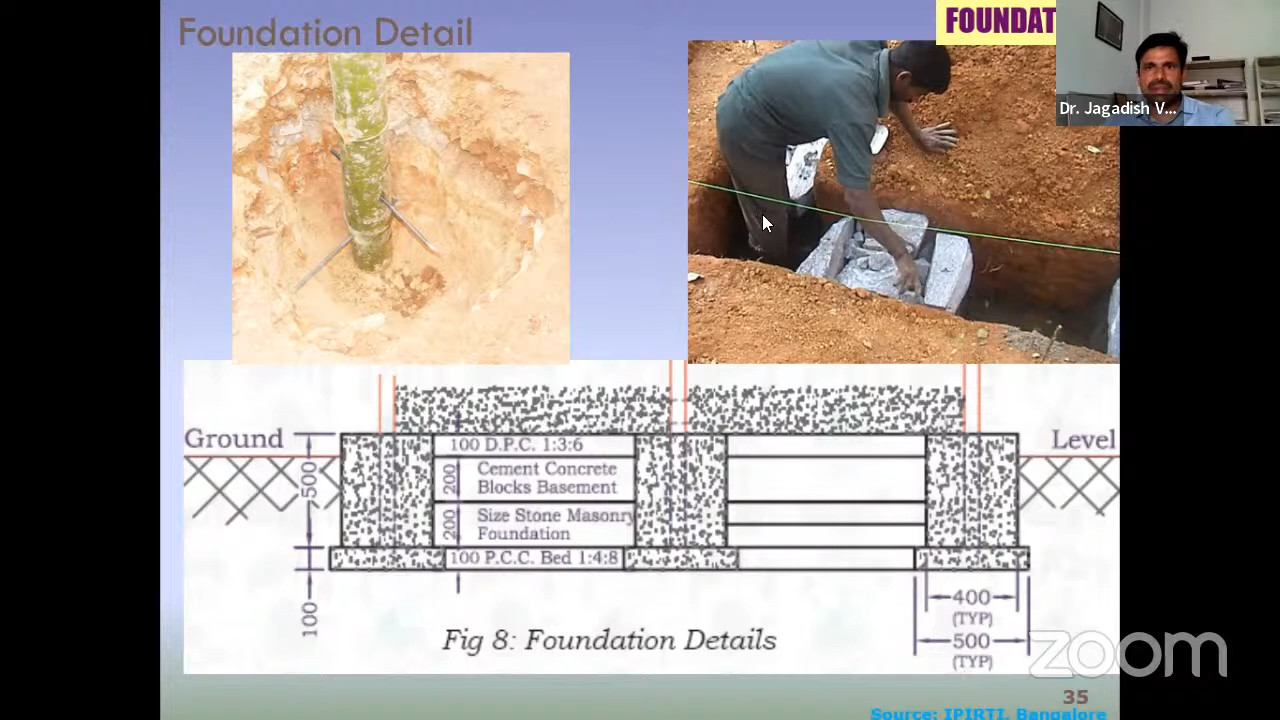 Foundation Detail
FOUNDAT
Dr. Jagadish V...
Ground
Level
100 D.P.C. 1:3:6
500
200
Cement Concrete
Blocks Basement
200
Size Stone Masonry
Foundation
100 P.C.C. Bed 1:4:8
100
400
(TYP)
500
(TYP)
Fig 8: Foundation Details
zoom
35
Source: IPIRTI, Bangalore